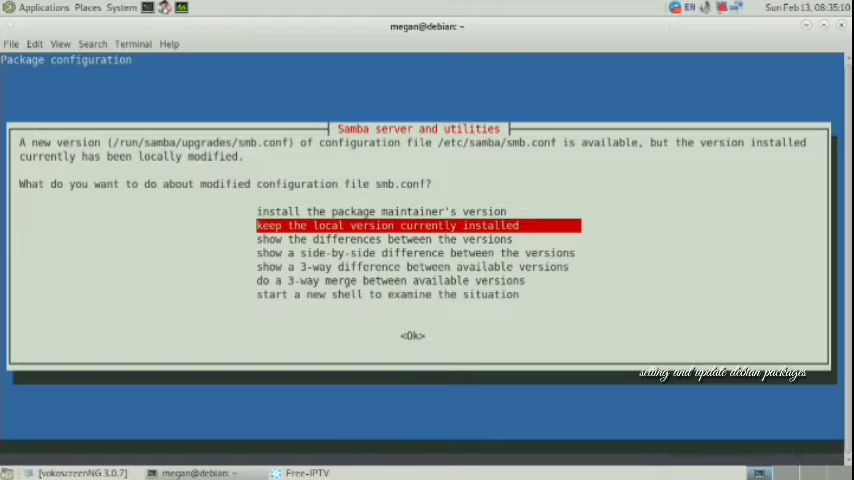 Applications Places System
EN
Sun Feb 13, 08:35:10
megan@debian: ~
File Edit View Search Terminal Help
Package configuration
Samba server and utilities
A new version (/run/samba/upgrades/smb.conf) of configuration file /etc/samba/smb.conf is available, but the version installed
currently has been locally modified.
What do you want to do about modified configuration file smb.conf?
install the package maintainer's version
keep the local version currently installed
show the differences between the versions
show a side-by-side difference between the versions
show a 3-way difference between available versions
do a 3-way merge between available versions
start a new shell to examine the situation
<Ok>
setting and update debian packages
[vokoscreenNG 3.0.7]
megan@debian: ~
Free-IPTV